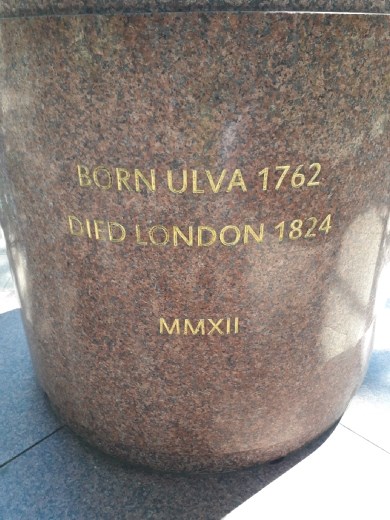 BORN ULVA 1762
DIED LONDON 1824
MMXII